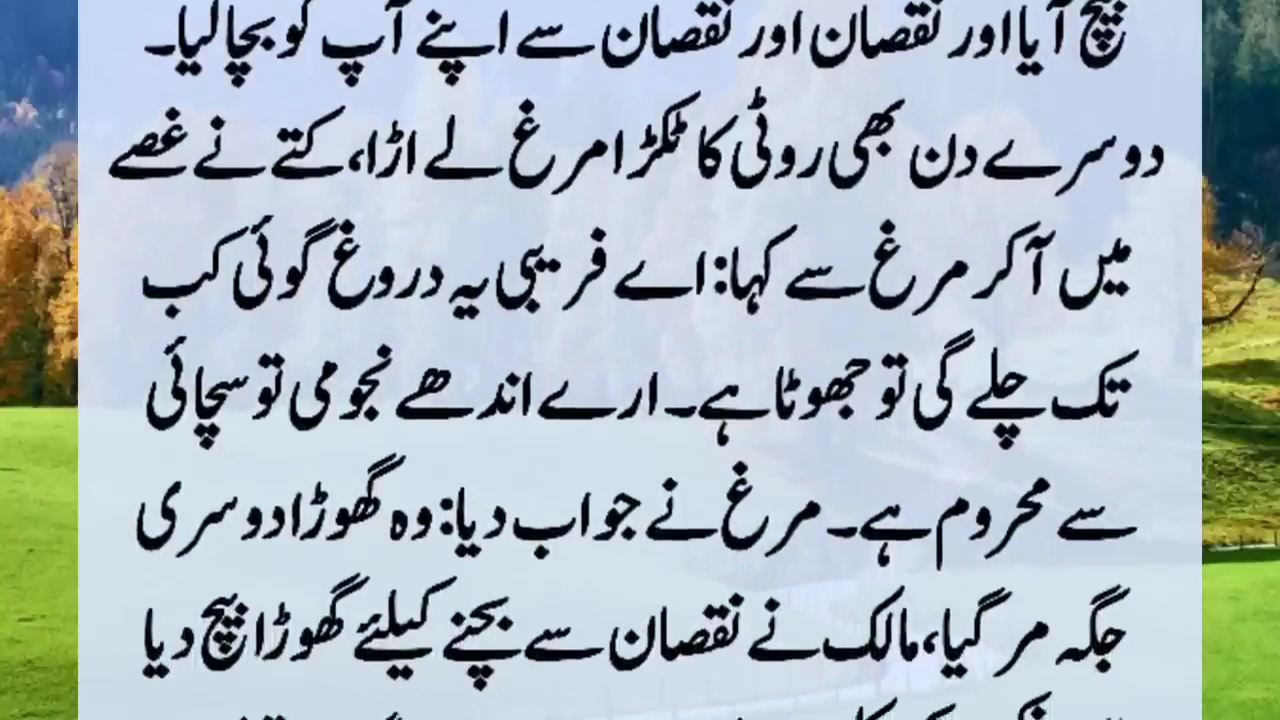 بیچ آیا اور نقصان اور نقصان سے اپنے آپ کو بچا لیا۔
دوسرے دن بھی روٹی کا ٹکڑا مرغ لے اڑا، کتے نے غصے
میں آ کر مرغ سے کہا: اے فریبی یہ دروغ گوئی کب
تک چلے گی تو جھوٹا ہے۔ ارے اندھے نجومی تو سچائی
سے محروم ہے۔ مرغ نے جواب دیا: وہ گھوڑا دوسری
جگہ مر گیا، مالک نے نقصان سے بچنے کیلئے گھوڑا بیچ دیا